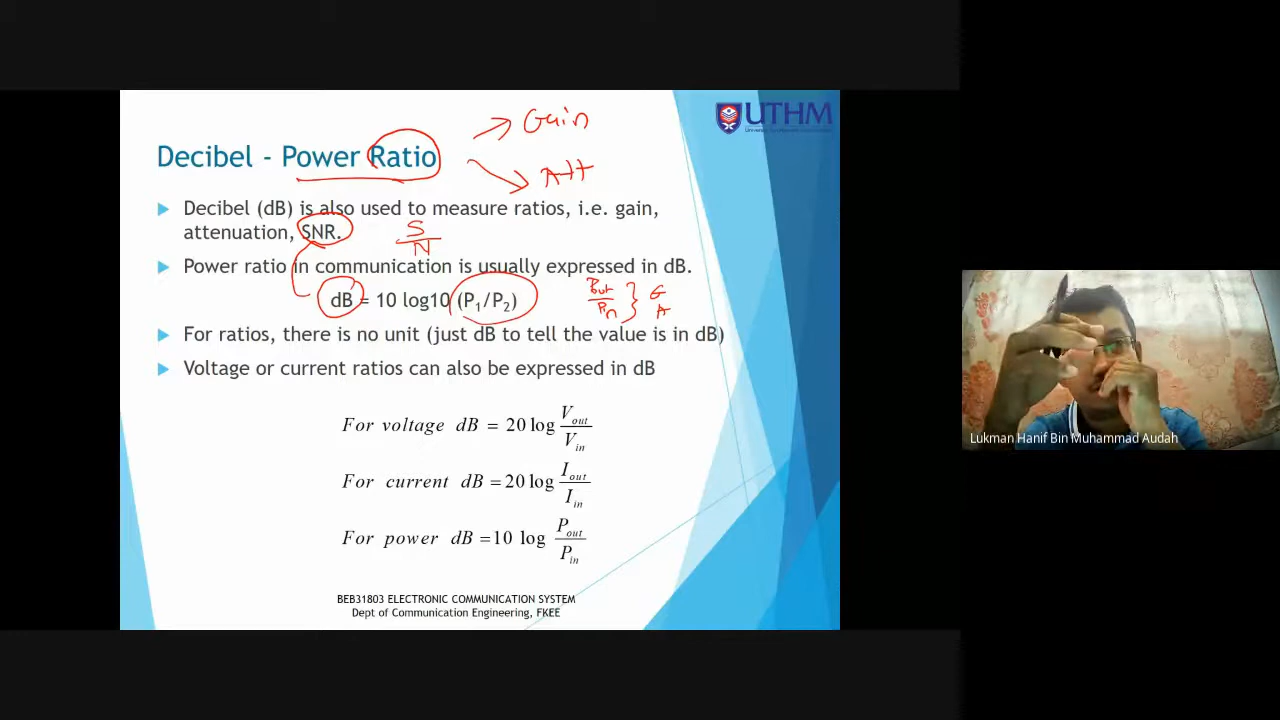 UTHM
Gain
Decibel - Power Ratio
Att
Decibel (dB) is also used to measure ratios, i.e. gain,
attenuation, SNR.
S
N
Power ratio in communication is usually expressed in dB.
dB = 10 log10 (P1/P2)
Pout
Pin
G
A
For ratios, there is no unit (just dB to tell the value is in dB)
Voltage or current ratios can also be expressed in dB
For voltage dB = 20 log Vout
Vin
For current dB = 20 log Iout
Iin
For power dB =10 log Pout
Pin
BEB31803 ELECTRONIC COMMUNICATION SYSTEM
Dept of Communication Engineering, FKEE
Lukman Hanif Bin Muhammad Audah